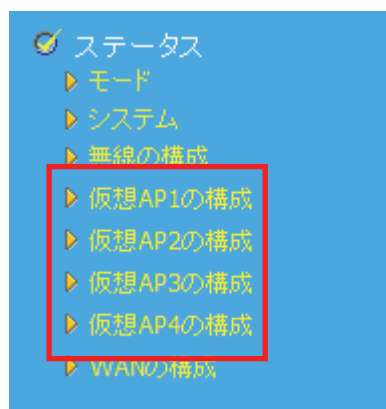 ステータス
モード
システム
無線の構成
仮想AP1の構成
仮想AP2の構成
仮想AP3の構成
仮想AP4の構成
WANの構成